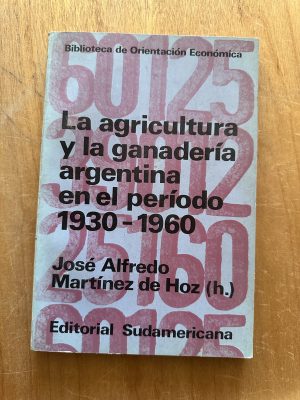 Biblioteca de Orientación Económica
La agricultura
y la ganadería
argentina
en el período
1930-1960
José Alfredo
Martínez de Hoz (h.)
Editorial Sudamericana